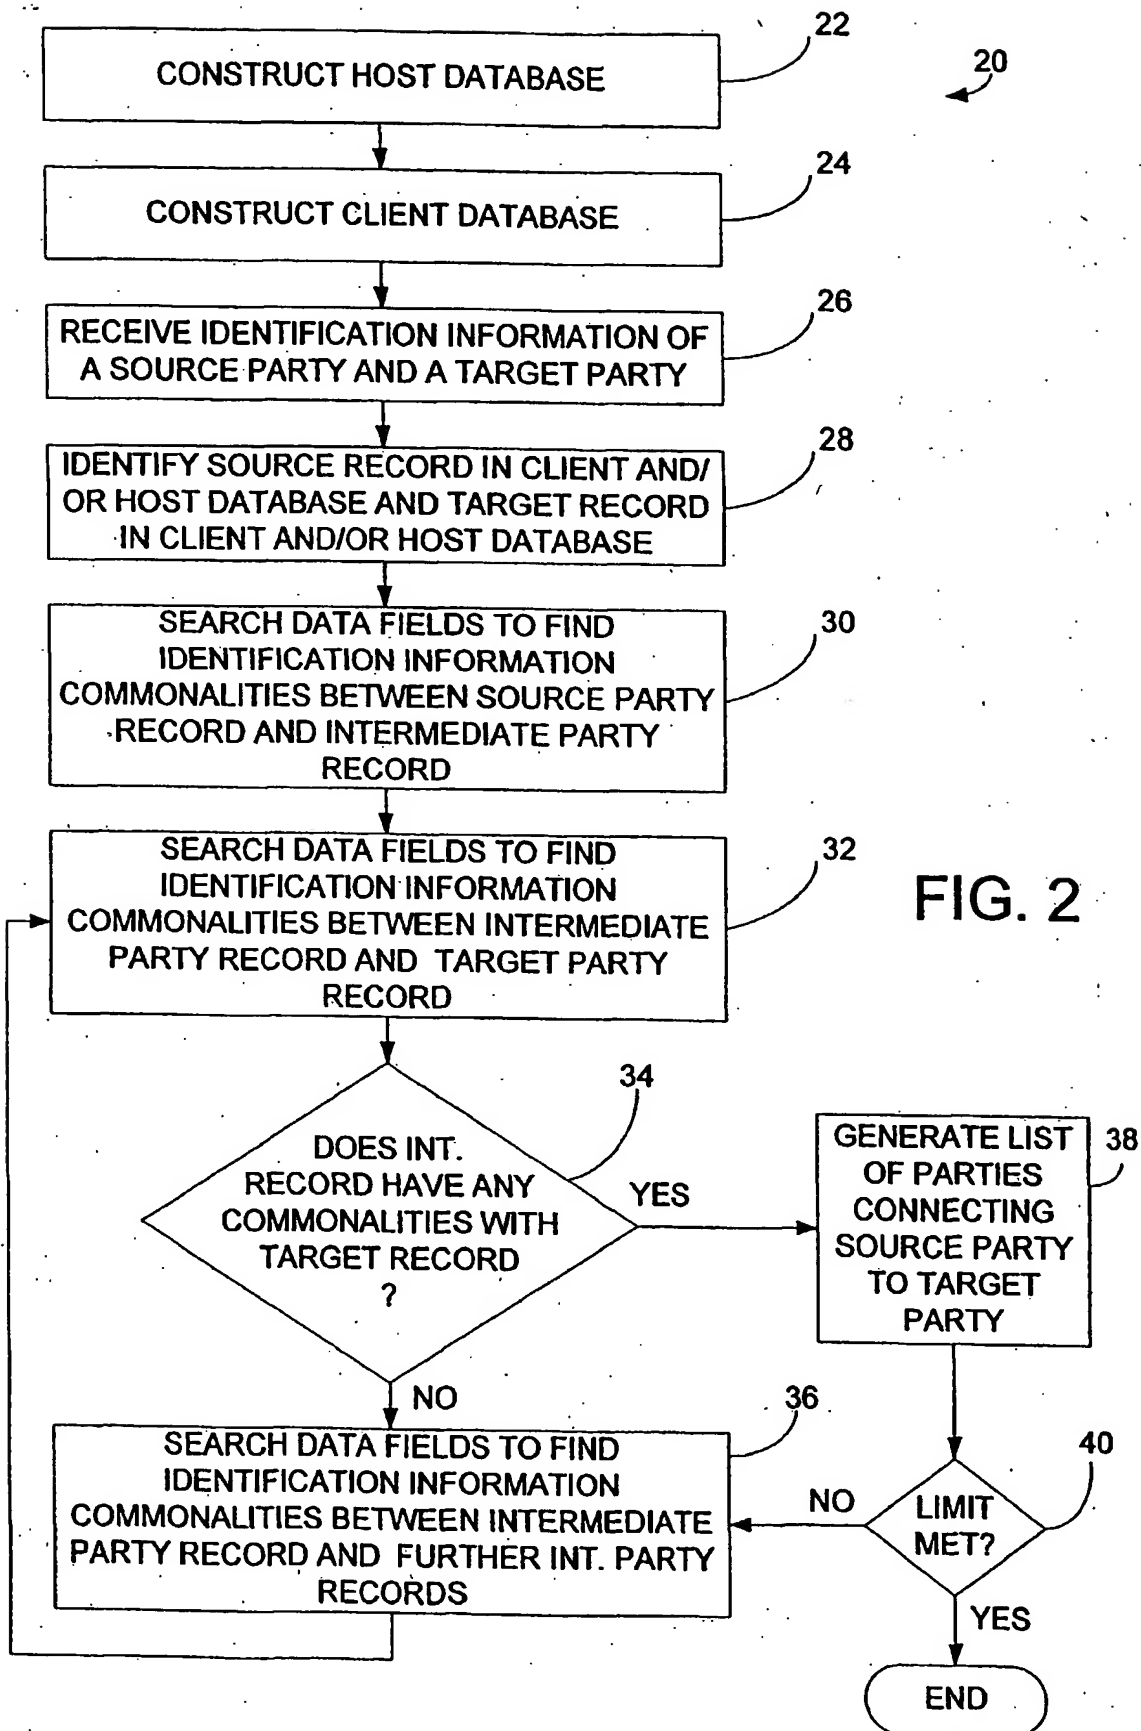 22
CONSTRUCT HOST DATABASE
20
24
CONSTRUCT CLIENT DATABASE
26
RECEIVE IDENTIFICATION INFORMATION OF
A SOURCE PARTY AND A TARGET PARTY
28
IDENTIFY SOURCE RECORD IN CLIENT AND/
OR HOST DATABASE AND TARGET RECORD
IN CLIENT AND/OR HOST DATABASE
30
SEARCH DATA FIELDS TO FIND
IDENTIFICATION INFORMATION
COMMONALITIES BETWEEN SOURCE PARTY
RECORD AND INTERMEDIATE PARTY
RECORD
32
SEARCH DATA FIELDS TO FIND
IDENTIFICATION INFORMATION
COMMONALITIES BETWEEN INTERMEDIATE
PARTY RECORD AND TARGET PARTY
RECORD
FIG. 2
34
DOES INT.
RECORD HAVE ANY
COMMONALITIES WITH
TARGET RECORD
?
YES
38
GENERATE LIST
OF PARTIES
CONNECTING
SOURCE PARTY
TO TARGET
PARTY
NO
36
SEARCH DATA FIELDS TO FIND
IDENTIFICATION INFORMATION
COMMONALITIES BETWEEN INTERMEDIATE
PARTY RECORD AND FURTHER INT. PARTY
RECORDS
40
NO
LIMIT
MET?
YES
END